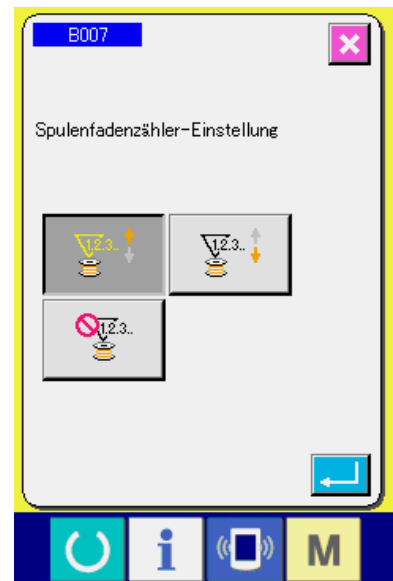 B007
Spulenfadenzähler-Einstellung
1.2.3.. 1.2.3..
1.2.3..
i M